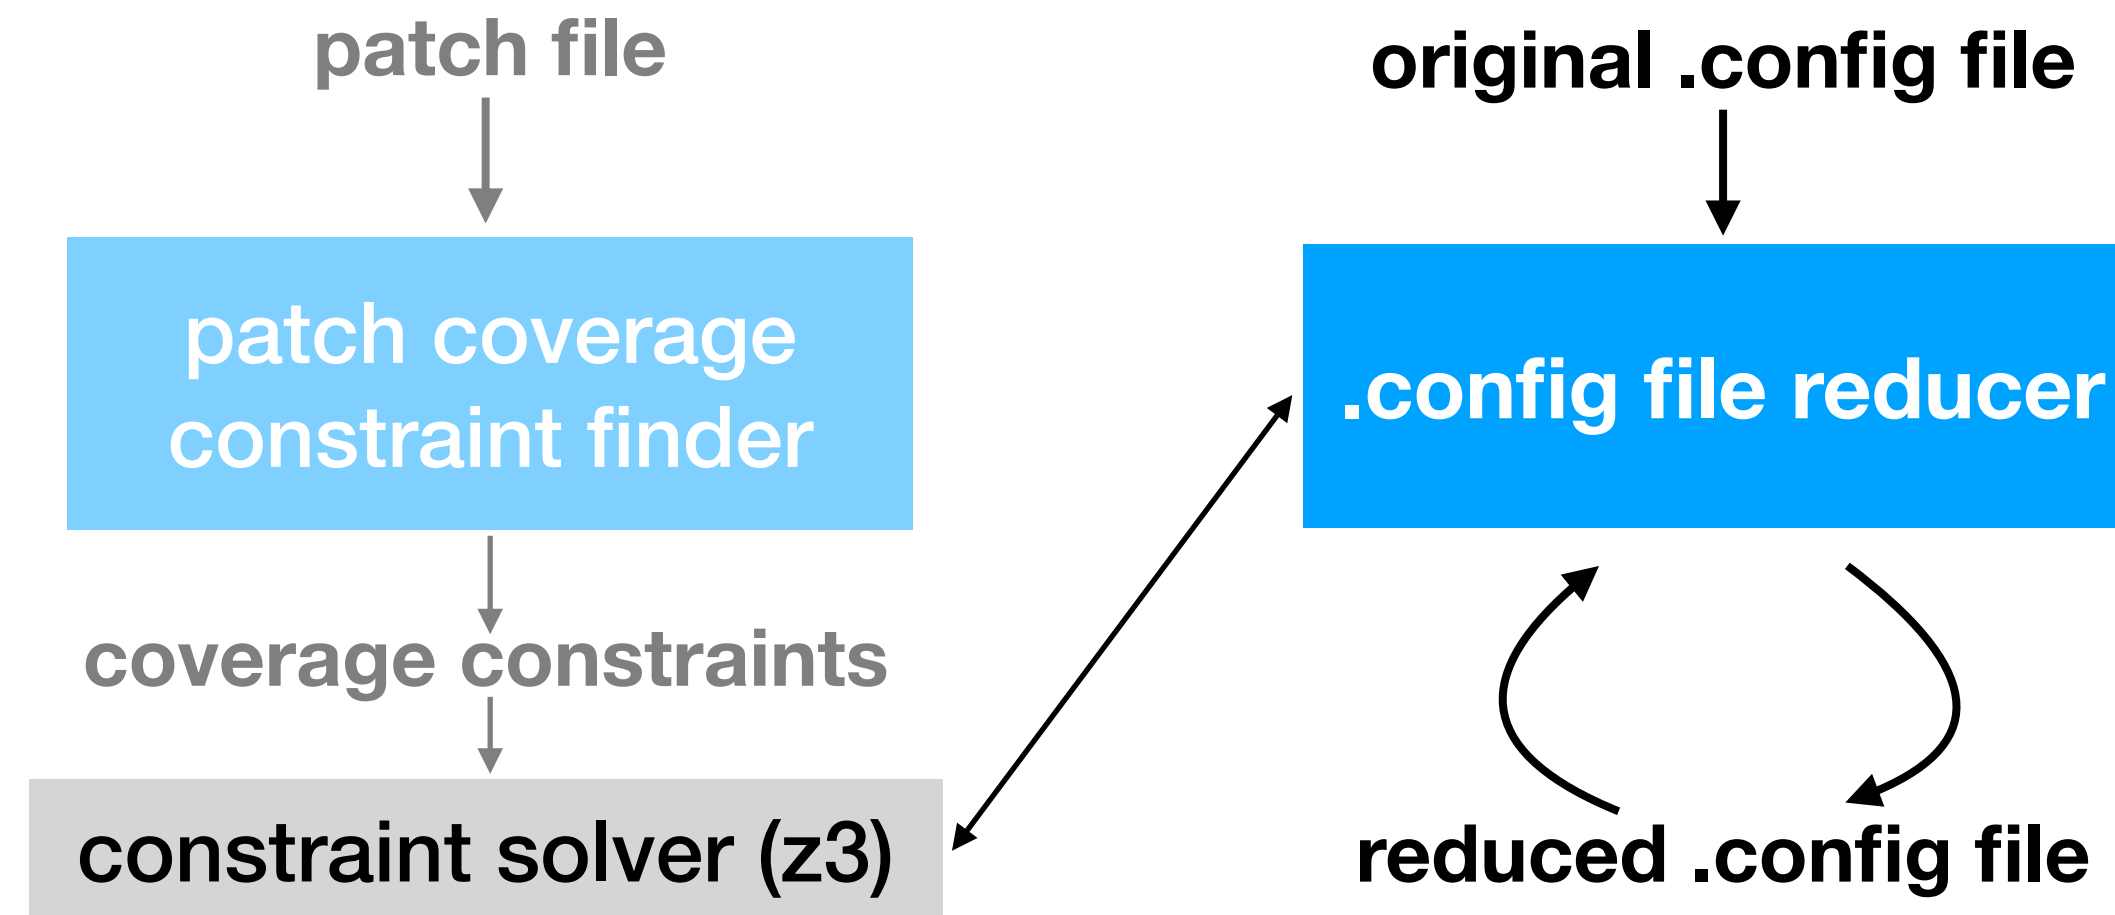 patch file
patch coverage
constraint finder
coverage constraints
constraint solver (z3)
original .config file
.config file reducer
reduced .config file